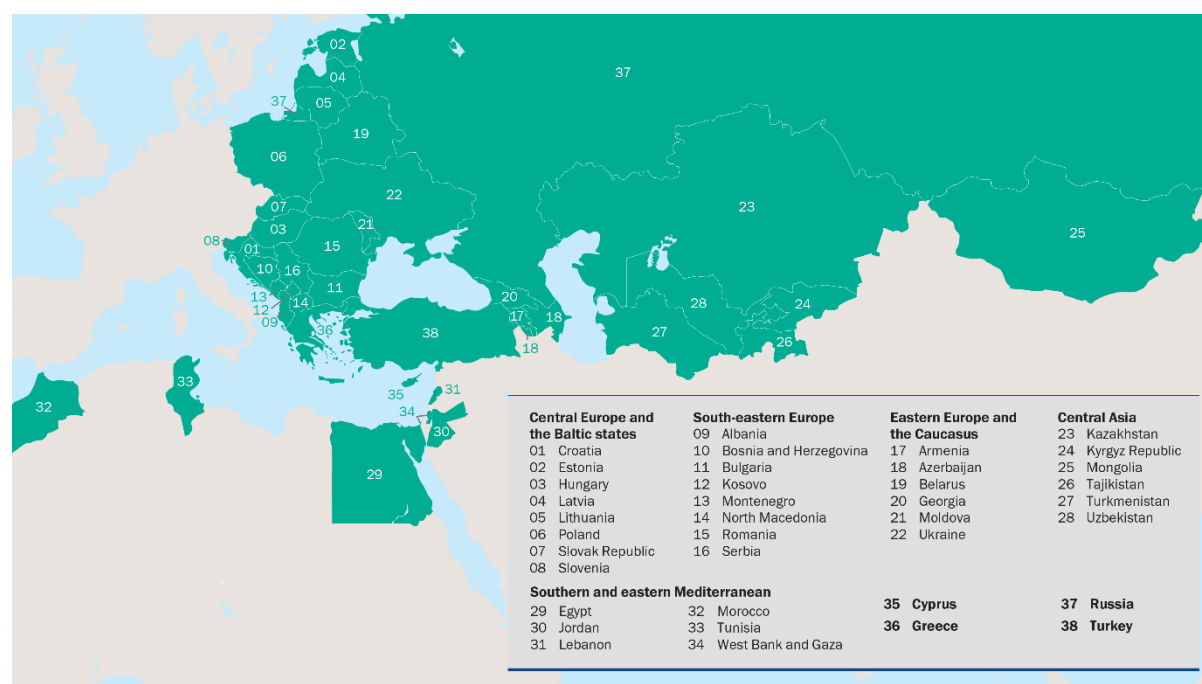 02
37
04
37
05
19
06
22
07
23
21
03
25
08
01
15
10
16
11
13
14
20
28
24
12
17
18
09
36
38
27
26
18
33
35
31
32
34
30
29
Central Europe and
the Baltic states
01 Croatia
02 Estonia
03 Hungary
04 Latvia
05 Lithuania
06 Poland
07 Slovak Republic
08 Slovenia
South-eastern Europe
09 Albania
10 Bosnia and Herzegovina
11 Bulgaria
12 Kosovo
13 Montenegro
14 North Macedonia
15 Romania
16 Serbia
Eastern Europe and
the Caucasus
17 Armenia
18 Azerbaijan
19 Belarus
20 Georgia
21 Moldova
22 Ukraine
Central Asia
23 Kazakhstan
24 Kyrgyz Republic
25 Mongolia
26 Tajikistan
27 Turkmenistan
28 Uzbekistan
Southern and eastern Mediterranean
29 Egypt
30 Jordan
31 Lebanon
32 Morocco
33 Tunisia
34 West Bank and Gaza
35 Cyprus
36 Greece
37 Russia
38 Turkey